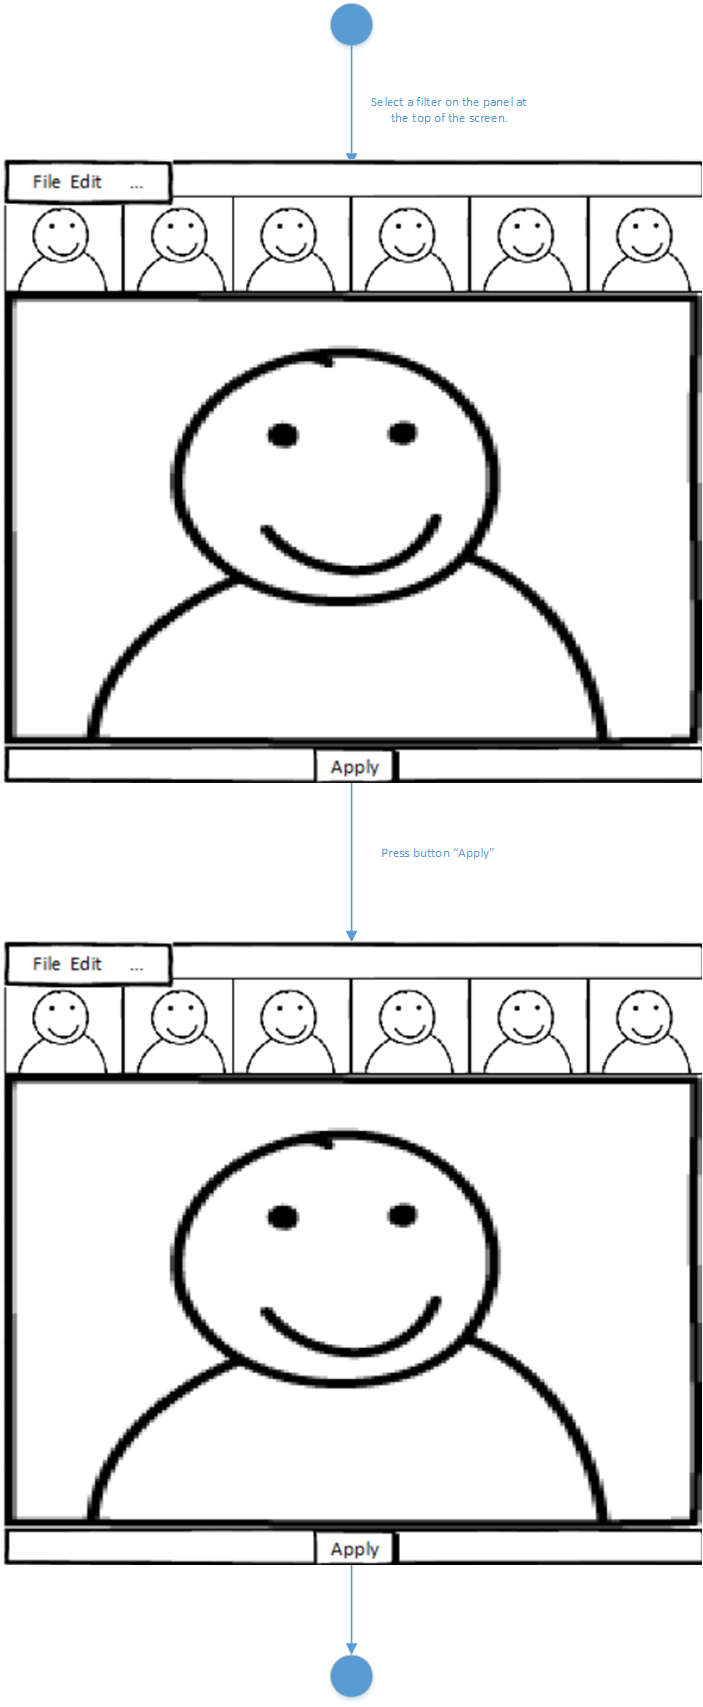 Select a filter on the panel at
the top of the screen.
File Edit ...
Apply
Press button “Apply”
File Edit ...
Apply